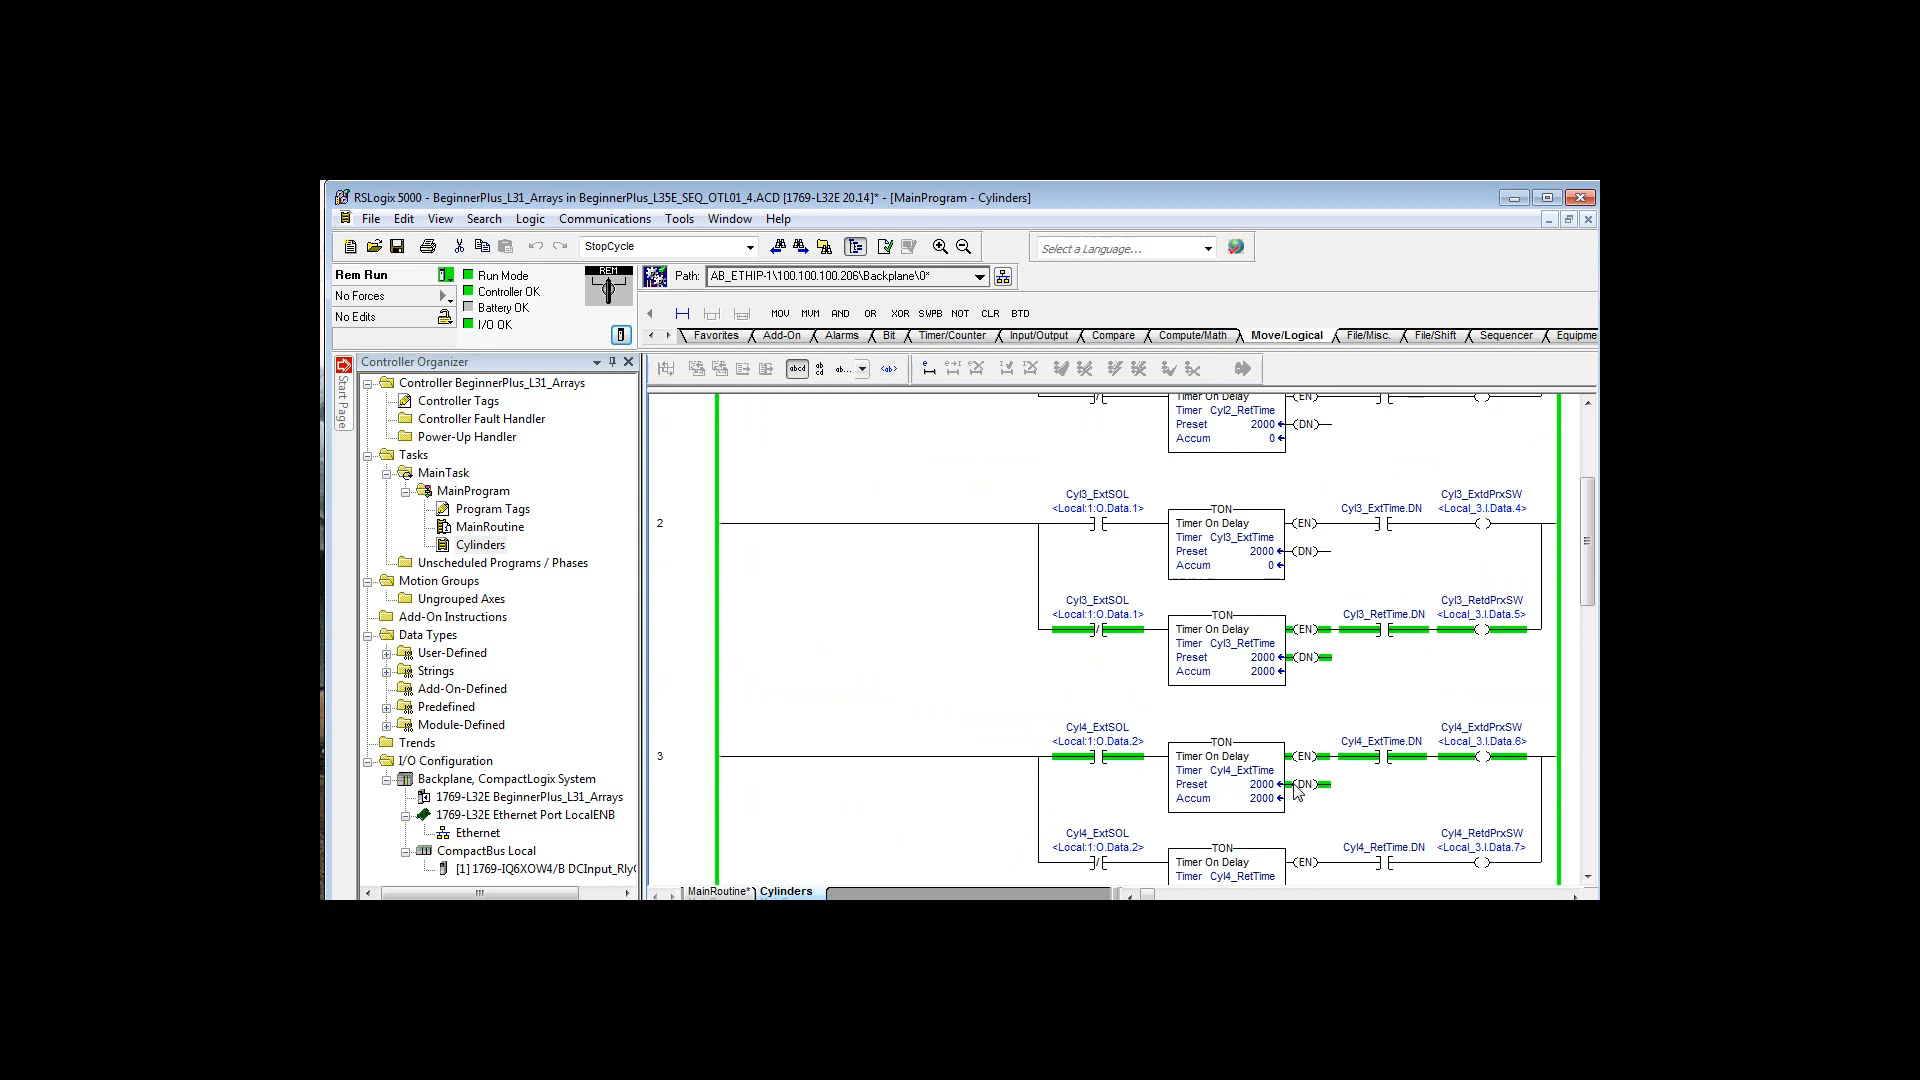 RSLogix 5000 - BeginnerPlus_L31_Arrays in BeginnerPlus_L35E_SEQ_OTL01_4.ACD [1769-L32E 20.14]* - [MainProgram - Cylinders]
File Edit View Search Logic Communications Tools Window Help
StopCycle
Select a Language...
Rem Run
No Forces
No Edits
Run Mode
Controller OK
Battery OK
I/O OK
REM
Path: AB_ETHIP-1\100.100.100.206\Backplane\0*
MOV MVM AND OR XOR SWPB NOT CLR BTD
Favorites Add-On Alarms Bit Timer/Counter Input/Output Compare Compute/Math Move/Logical File/Misc. File/Shift Sequencer Equipme
Start Page
Controller Organizer
Controller BeginnerPlus_L31_Arrays
Controller Tags
Controller Fault Handler
Power-Up Handler
Tasks
MainTask
MainProgram
Program Tags
MainRoutine
Cylinders
Unscheduled Programs / Phases
Motion Groups
Ungrouped Axes
Add-On Instructions
Data Types
User-Defined
Strings
Add-On-Defined
Predefined
Module-Defined
Trends
I/O Configuration
Backplane, CompactLogix System
1769-L32E BeginnerPlus_L31_Arrays
1769-L32E Ethernet Port LocalENB
Ethernet
CompactBus Local
[1] 1769-IQ6XOW4/B DCInput_Rly
abcd ab cd ab... <ab>
Timer On Delay EN
Timer Cyl2_RetTime
Preset 2000 DN
Accum 0
2
Cyl3_ExtSOL
<Local:1:O.Data.1>
TON
Timer On Delay EN
Timer Cyl3_ExtTime
Preset 2000 DN
Accum 0
Cyl3_ExtTime.DN
Cyl3_ExtdPrxSW
<Local_3.I.Data.4>
Cyl3_ExtSOL
<Local:1:O.Data.1>
TON
Timer On Delay EN
Timer Cyl3_RetTime
Preset 2000 DN
Accum 2000
Cyl3_RetTime.DN
Cyl3_RetdPrxSW
<Local_3.I.Data.5>
3
Cyl4_ExtSOL
<Local:1:O.Data.2>
TON
Timer On Delay EN
Timer Cyl4_ExtTime
Preset 2000 DN
Accum 2000
Cyl4_ExtTime.DN
Cyl4_ExtdPrxSW
<Local_3.I.Data.6>
Cyl4_ExtSOL
<Local:1:O.Data.2>
TON
Timer On Delay EN
Timer Cyl4_RetTime
Cyl4_RetTime.DN
Cyl4_RetdPrxSW
<Local_3.I.Data.7>
MainRoutine* Cylinders